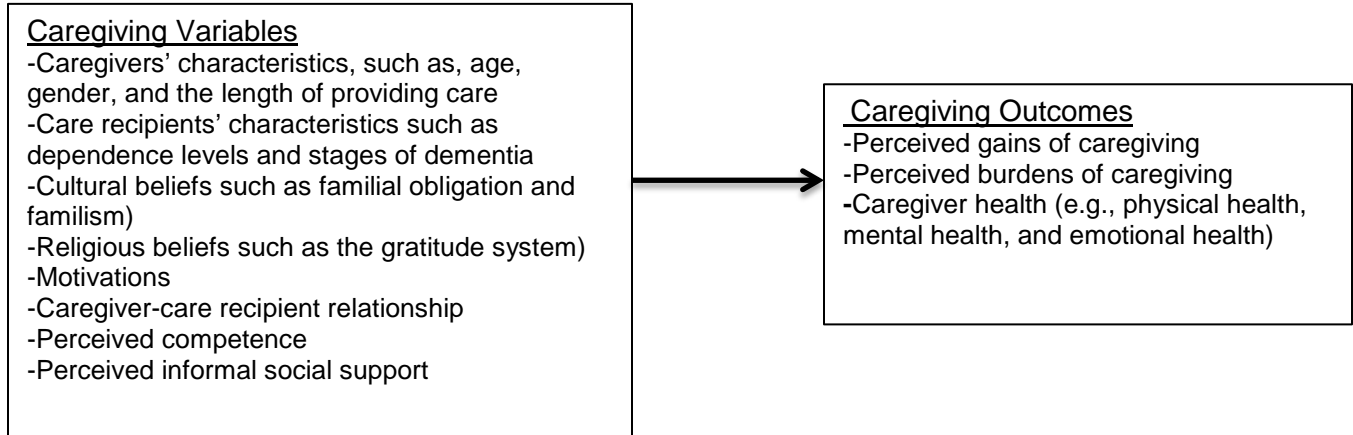 Caregiving Variables
-Caregivers’ characteristics, such as, age,
gender, and the length of providing care
-Care recipients’ characteristics such as
dependence levels and stages of dementia
-Cultural beliefs such as familial obligation and
familism)
-Religious beliefs such as the gratitude system)
-Motivations
-Caregiver-care recipient relationship
-Perceived competence
-Perceived informal social support
Caregiving Outcomes
-Perceived gains of caregiving
-Perceived burdens of caregiving
-Caregiver health (e.g., physical health,
mental health, and emotional health)